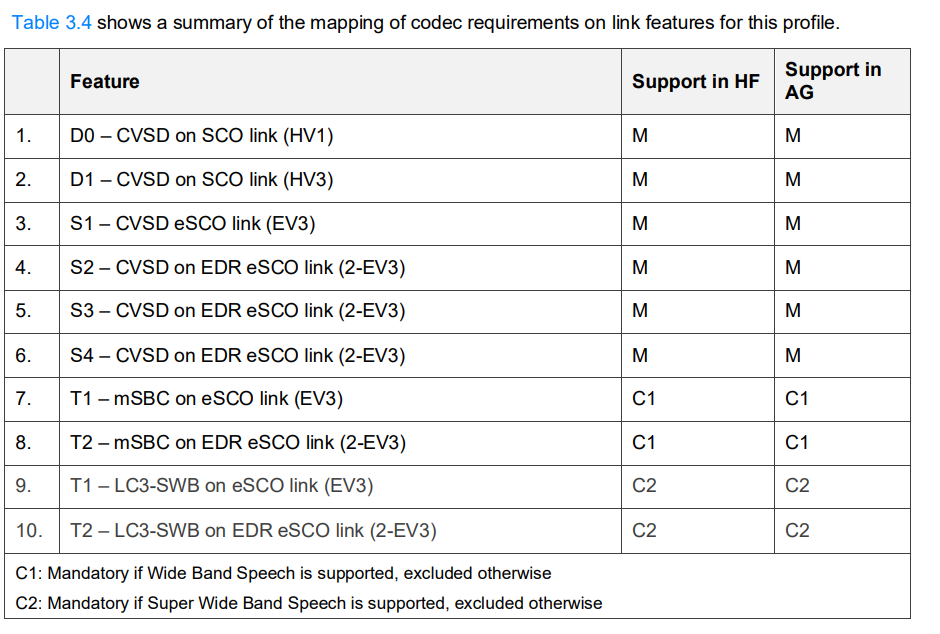 Table 3.4 shows a summary of the mapping of codec requirements on link features for this profile.
Feature Support in HF Support in AG
1. D0 – CVSD on SCO link (HV1) M M
2. D1 – CVSD on SCO link (HV3) M M
3. S1 – CVSD eSCO link (EV3) M M
4. S2 – CVSD on EDR eSCO link (2-EV3) M M
5. S3 – CVSD on EDR eSCO link (2-EV3) M M
6. S4 – CVSD on EDR eSCO link (2-EV3) M M
7. T1 – mSBC on eSCO link (EV3) C1 C1
8. T2 – mSBC on EDR eSCO link (2-EV3) C1 C1
9. T1 – LC3-SWB on eSCO link (EV3) C2 C2
10. T2 – LC3-SWB on EDR eSCO link (2-EV3) C2 C2
C1: Mandatory if Wide Band Speech is supported, excluded otherwise
C2: Mandatory if Super Wide Band Speech is supported, excluded otherwise